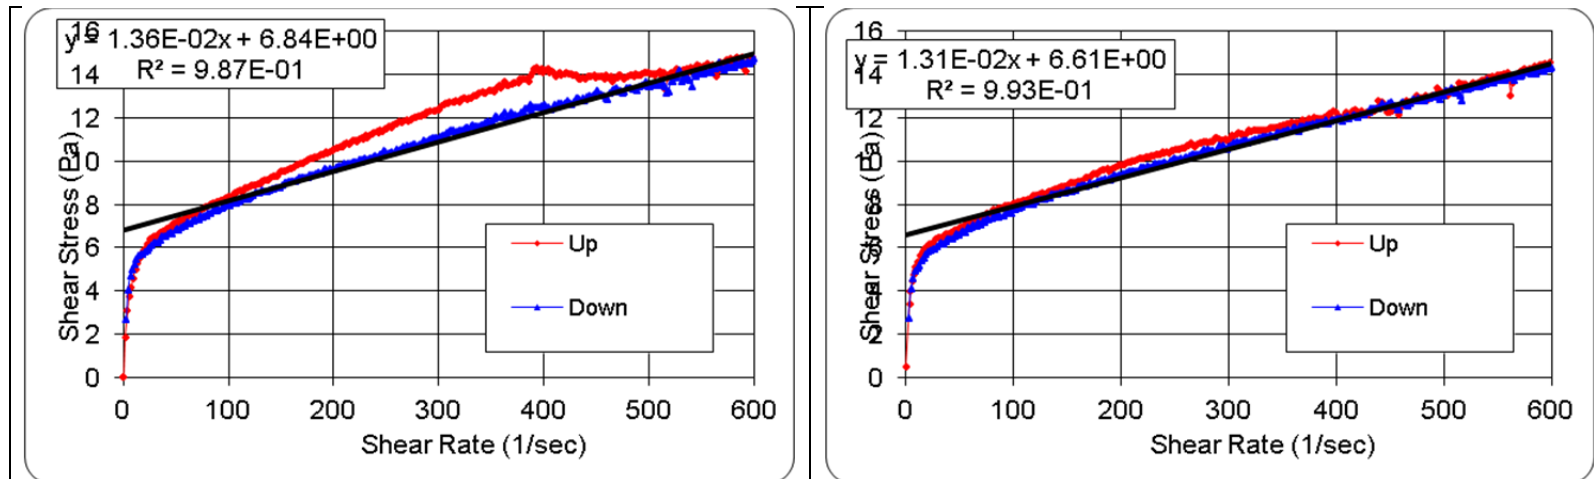 16
y = 1.36E-02x + 6.84E+00
R² = 9.87E-01
14
12
10
8
6
4
2
0
Shear Stress (Pa)
Up
Down
0 100 200 300 400 500 600
Shear Rate (1/sec)
16
y = 1.31E-02x + 6.61E+00
R² = 9.93E-01
14
12
10
8
6
4
2
0
Shear Stress (Pa)
Up
Down
0 100 200 300 400 500 600
Shear Rate (1/sec)